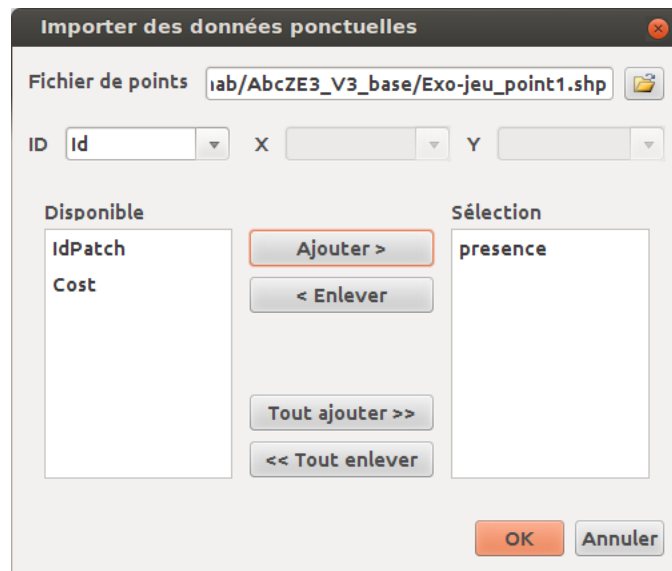 Importer des données ponctuelles
Fichier de points ab/AbcZE3_V3_base/Exo-jeu_point1.shp
ID Id X Y
Disponible Sélection
IdPatch Ajouter > presence
Cost < Enlever
Tout ajouter >>
<< Tout enlever
OK Annuler